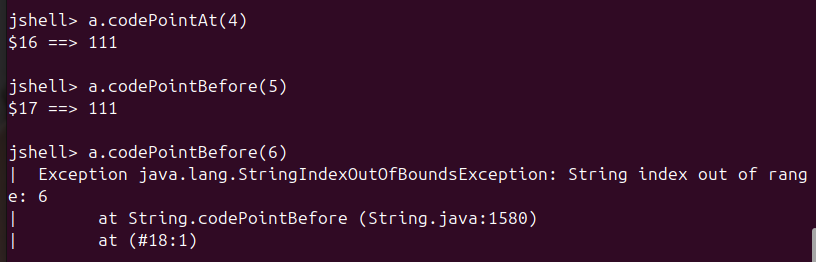 jshell> a.codePointAt(4)
$16 ==> 111
jshell> a.codePointBefore(5)
$17 ==> 111
jshell> a.codePointBefore(6)
|  Exception java.lang.StringIndexOutOfBoundsException: String index out of rang
e: 6
|        at String.codePointBefore (String.java:1580)
|        at (#18:1)